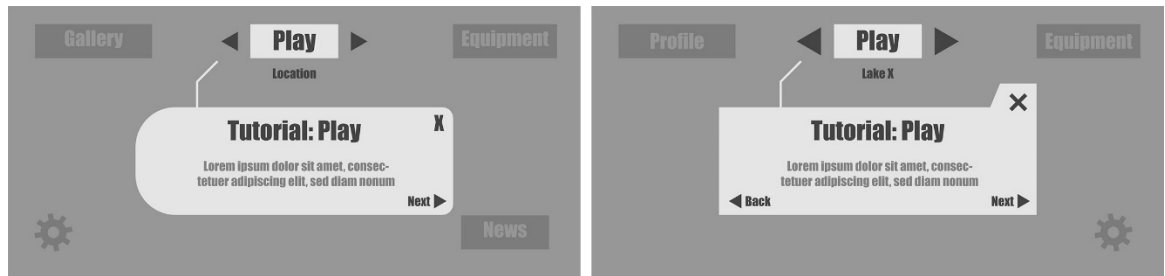 Gallery
Play
Equipment
Location
Tutorial: Play
X
Lorem ipsum dolor sit amet, consec-
tetuer adipiscing elit, sed diam nonum
Next
News
Profile
Play
Equipment
Lake X
Tutorial: Play
Lorem ipsum dolor sit amet, consec-
tetuer adipiscing elit, sed diam nonum
Back
Next